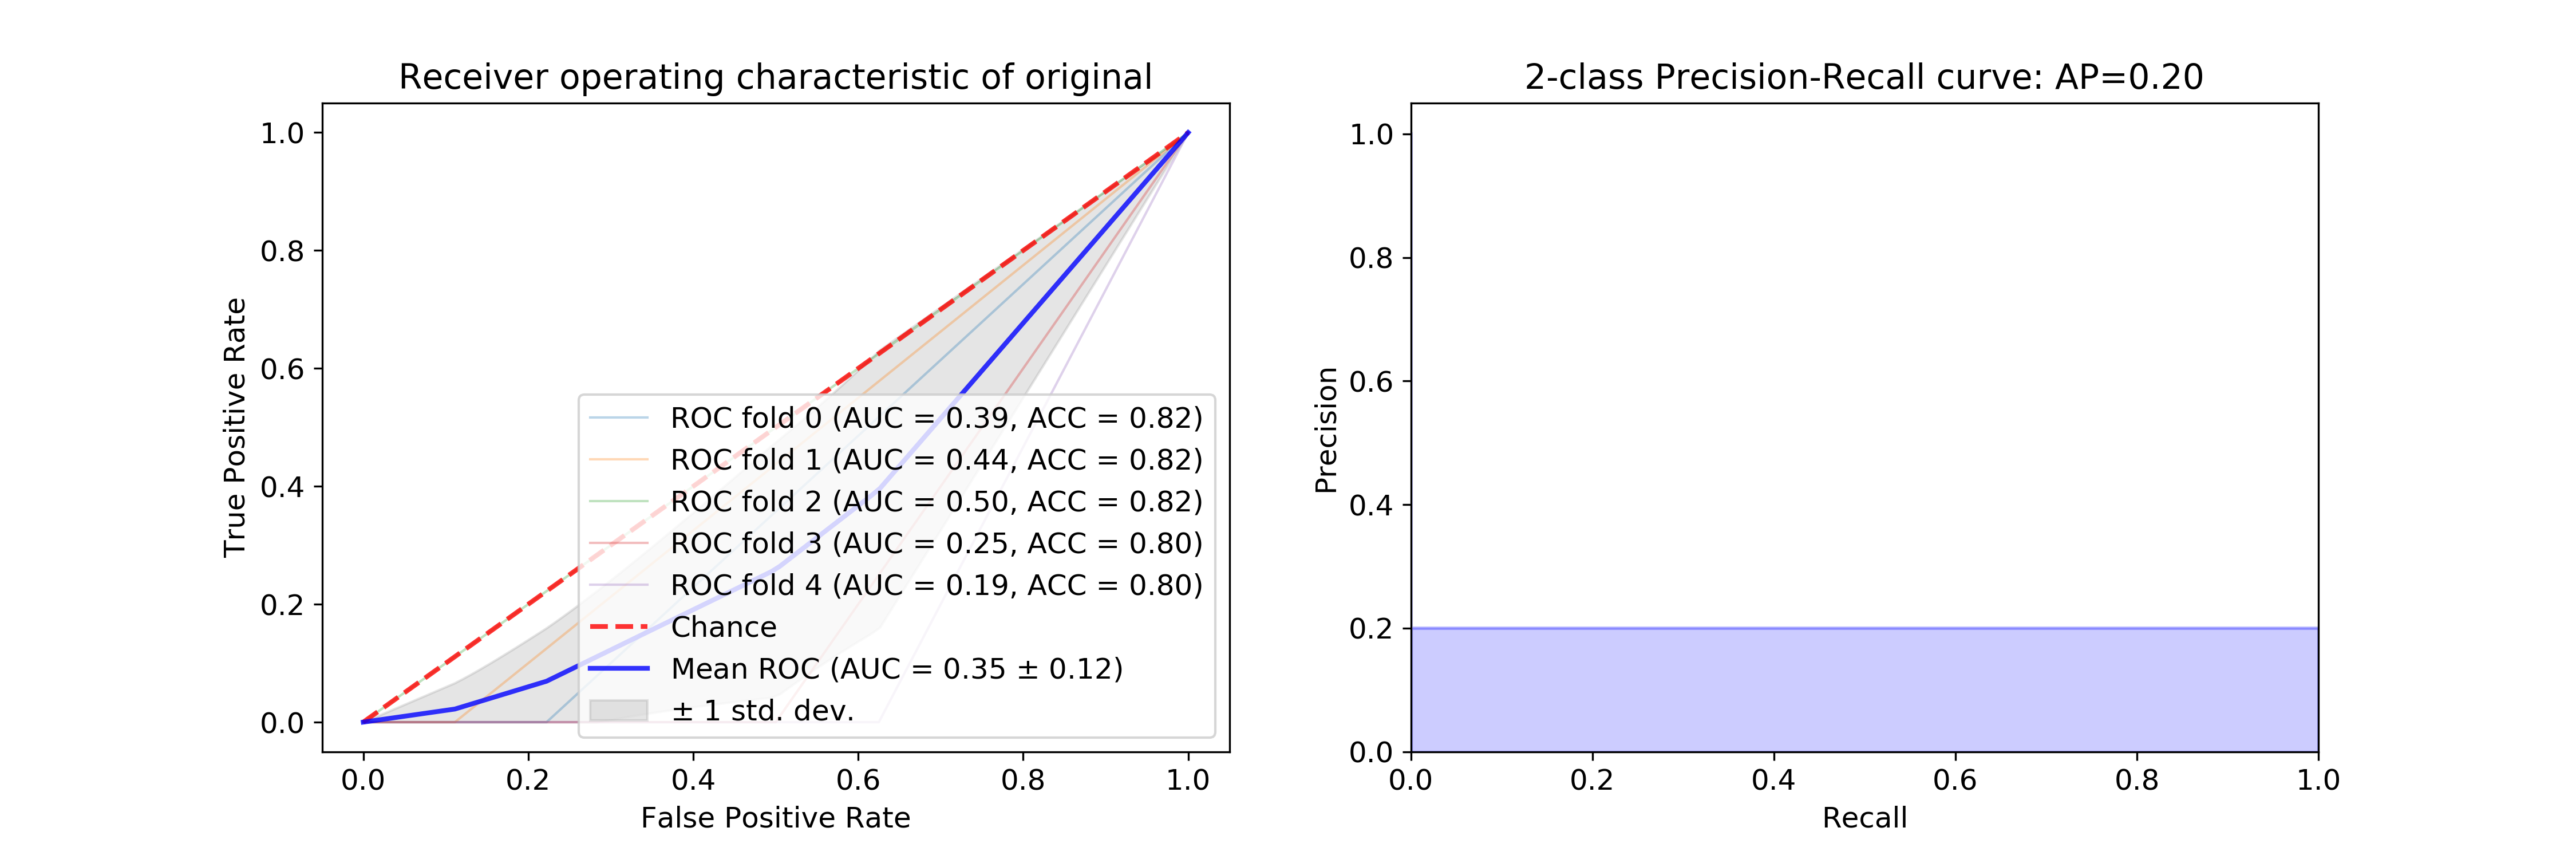 Receiver operating characteristic of original
True Positive Rate
1.0
0.8
0.6
0.4
0.2
0.0
ROC fold 0 (AUC = 0.39, ACC = 0.82)
ROC fold 1 (AUC = 0.44, ACC = 0.82)
ROC fold 2 (AUC = 0.50, ACC = 0.82)
ROC fold 3 (AUC = 0.25, ACC = 0.80)
ROC fold 4 (AUC = 0.19, ACC = 0.80)
Chance
Mean ROC (AUC = 0.35 ± 0.12)
± 1 std. dev.
0.0 0.2 0.4 0.6 0.8 1.0
False Positive Rate
2-class Precision-Recall curve: AP=0.20
Precision
1.0
0.8
0.6
0.4
0.2
0.0
0.0 0.2 0.4 0.6 0.8 1.0
Recall